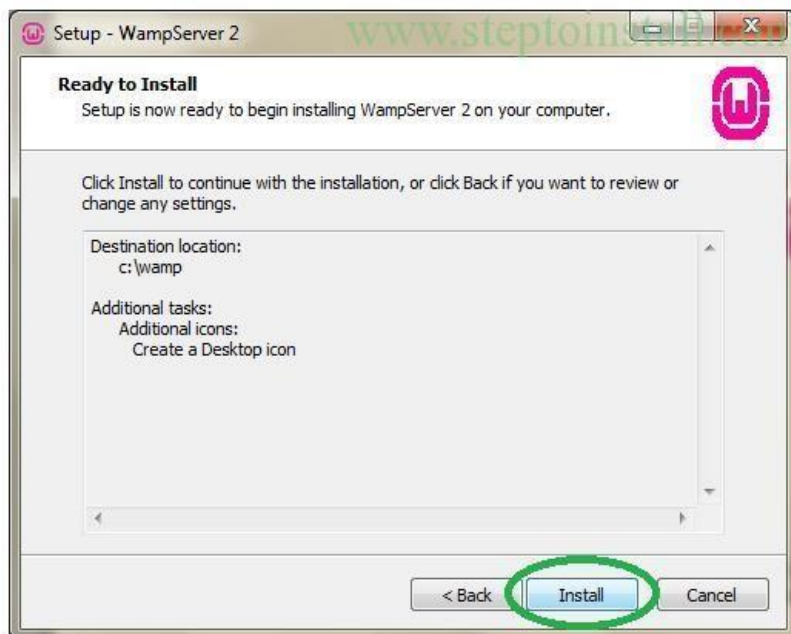 Setup - WampServer 2
www.steptoinstall.com
Ready to Install
Setup is now ready to begin installing WampServer 2 on your computer.
Click Install to continue with the installation, or click Back if you want to review or
change any settings.
Destination location:
c:\wamp
Additional tasks:
Additional icons:
Create a Desktop icon
< Back
Install
Cancel